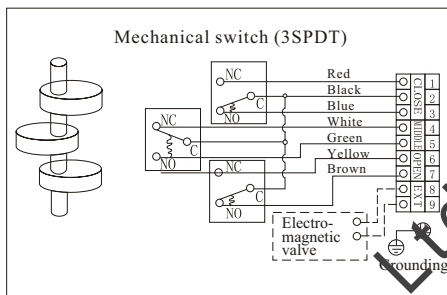 Mechanical switch (3SPDT)
NC
C
NO
NC
C
NO
NC
C
NO
Red
Black
Blue
White
Green
Yellow
Brown
CLOSE
MIDDLE
OPEN
EXT
1
2
3
4
5
6
7
8
9
Electro-
magnetic
valve
Grounding